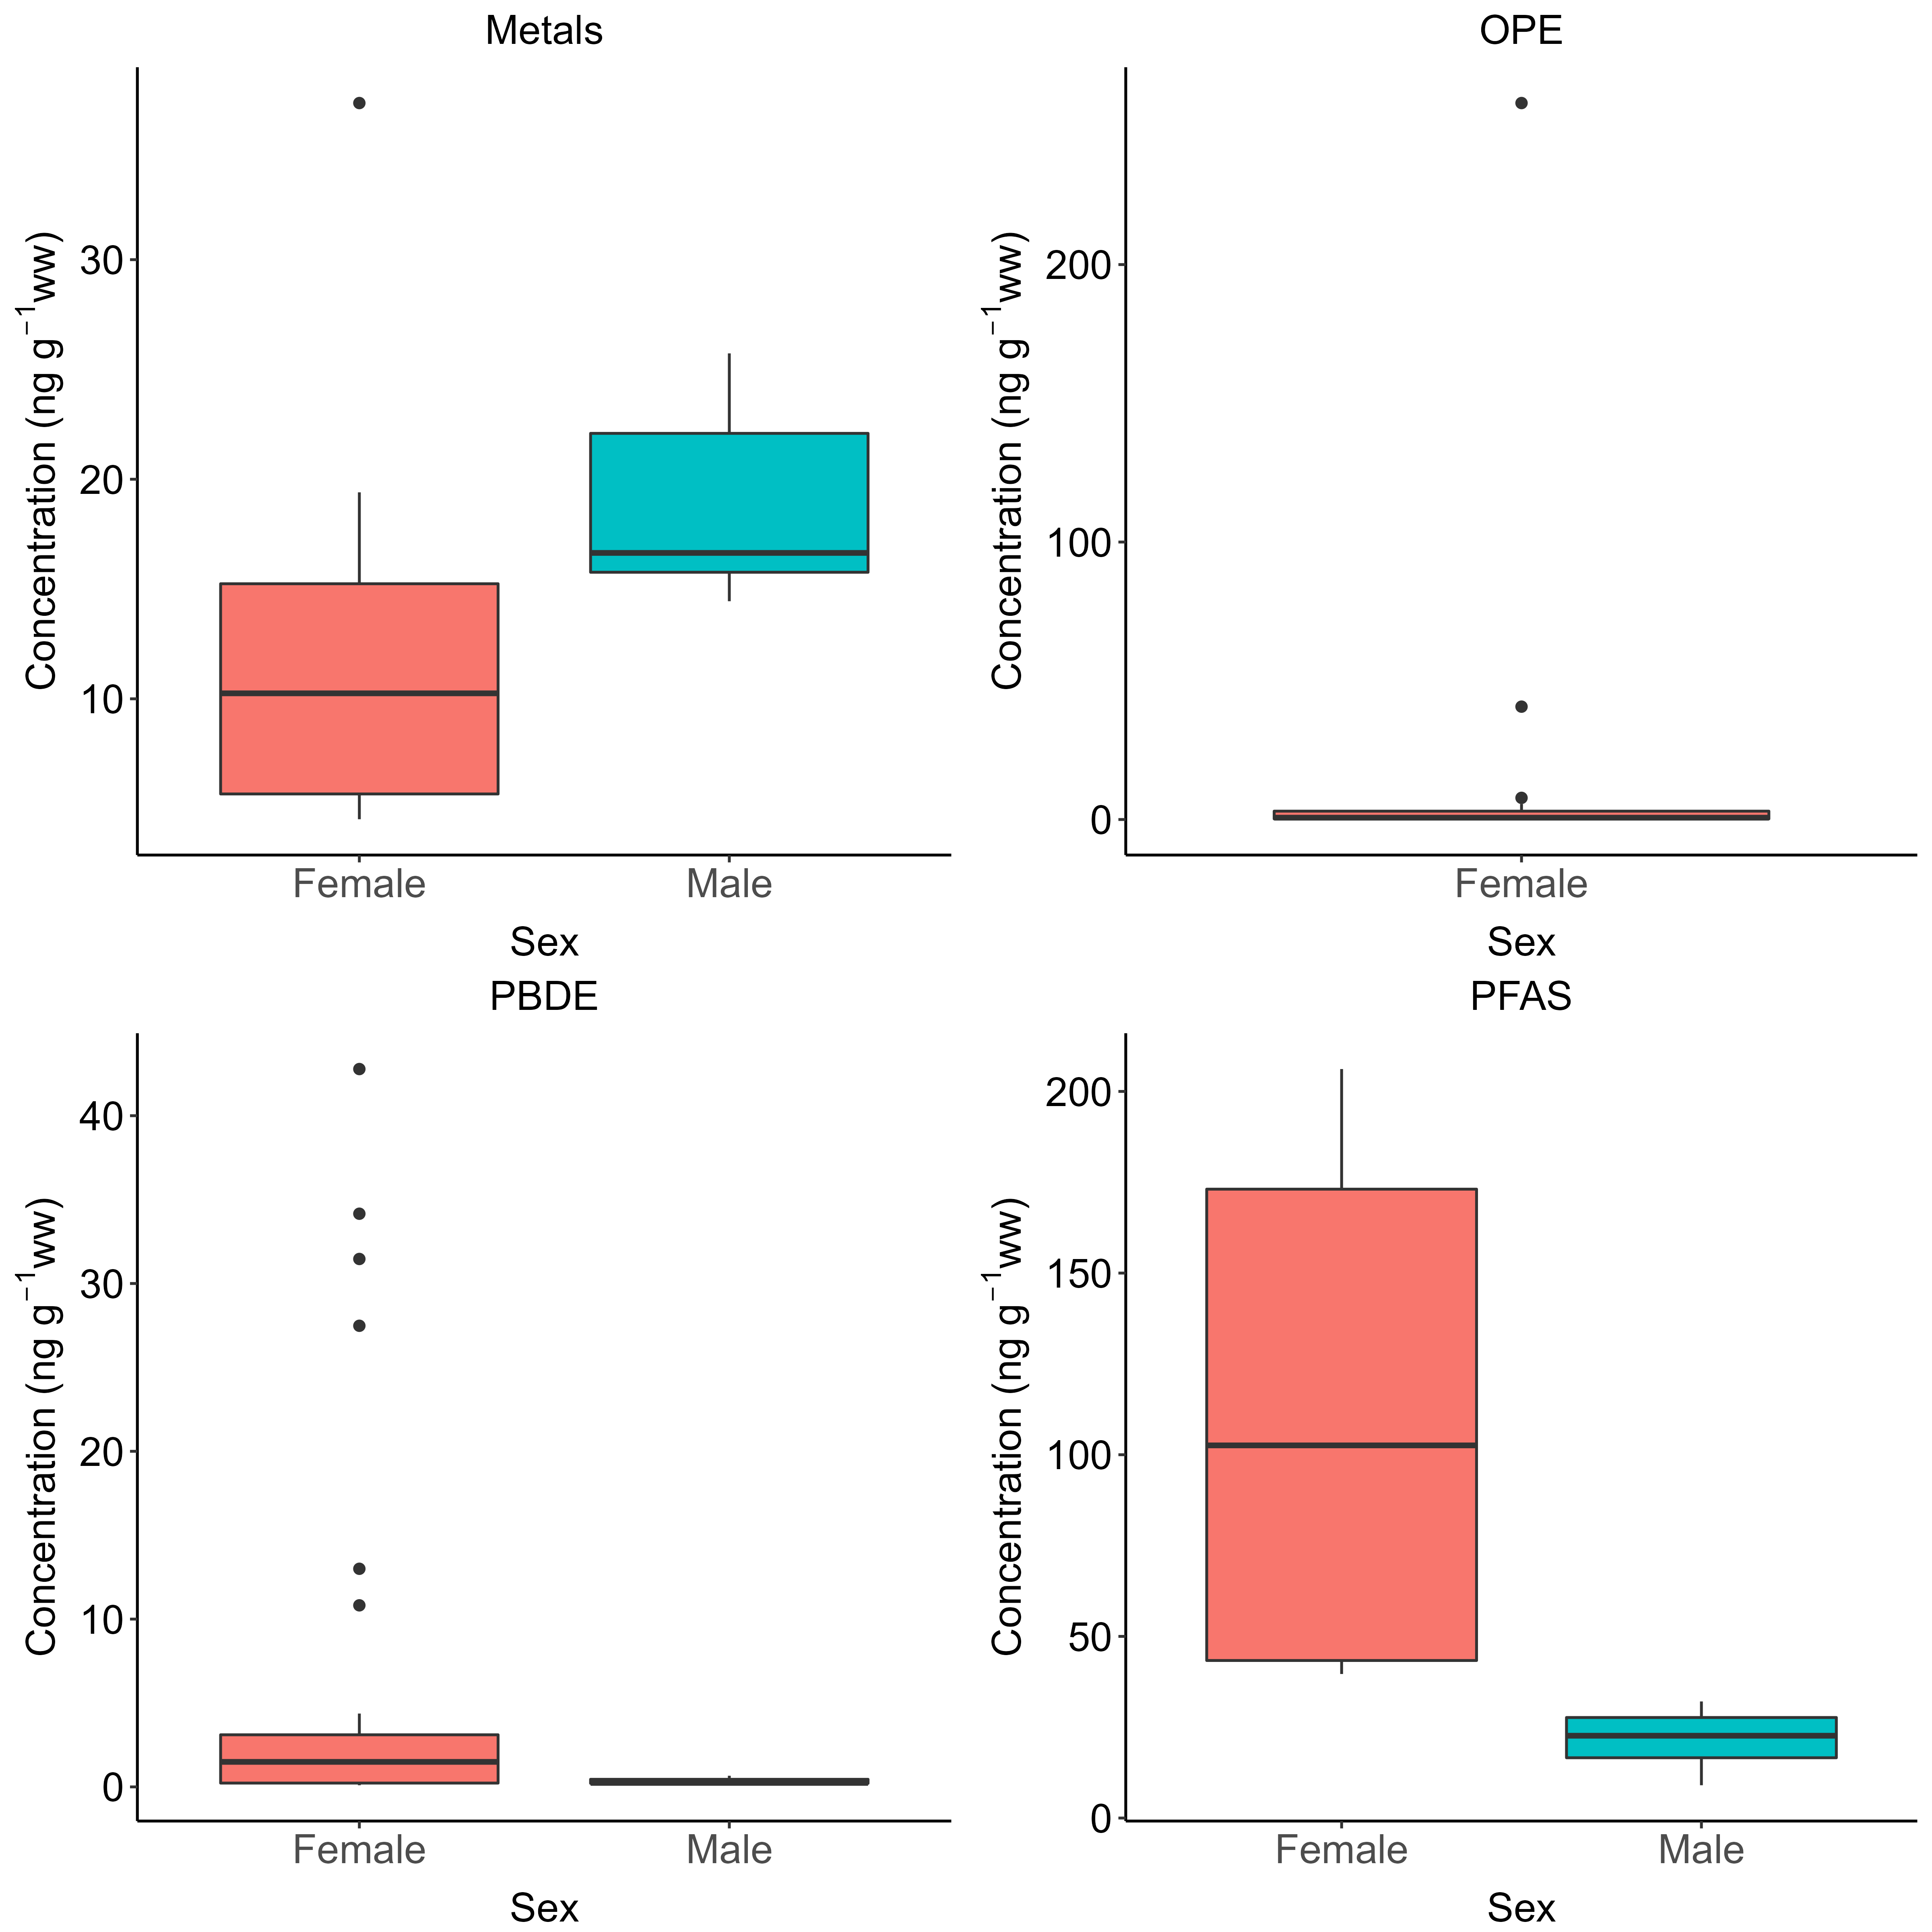 Metals
Concentration (ng g⁻¹ww)
30
20
10
Female
Male
Sex
OPE
Concentration (ng g⁻¹ww)
200
100
0
Female
Sex
PBDE
Concentration (ng g⁻¹ww)
40
30
20
10
0
Female
Male
Sex
PFAS
Concentration (ng g⁻¹ww)
200
150
100
50
0
Female
Male
Sex